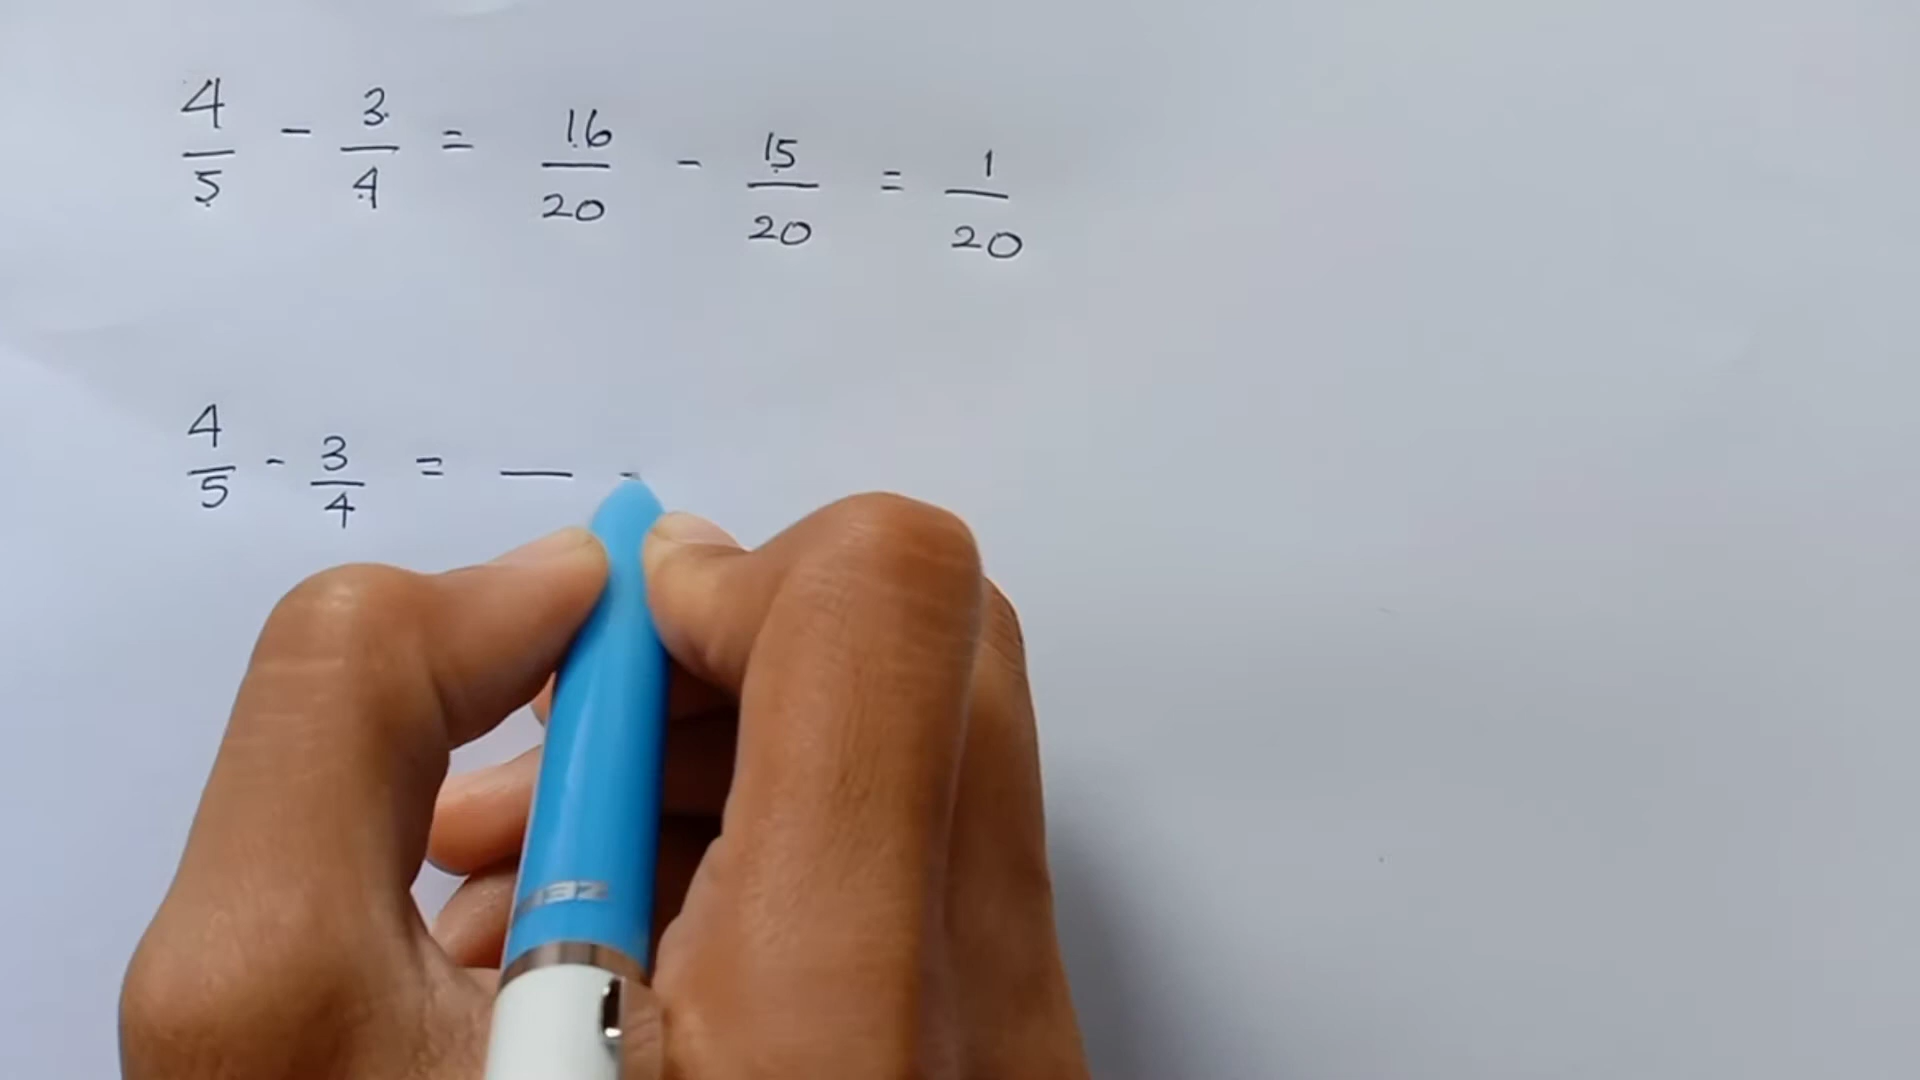 4/5 - 3/4 = 16/20 - 15/20 = 1/20
4/5 - 3/4 = — -